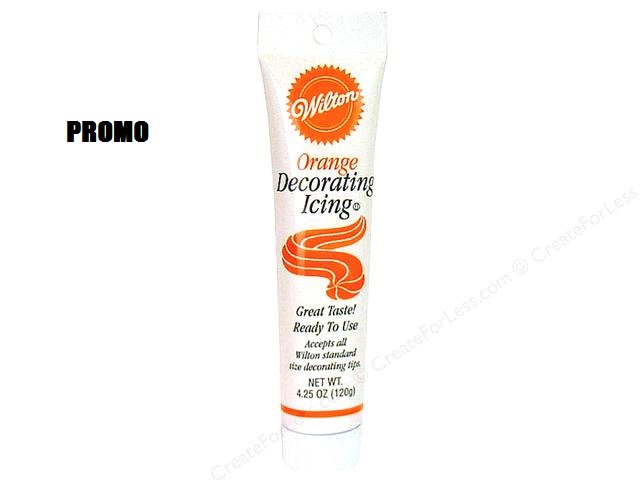 PROMO
Wilton
Orange
Decorating
Icing
Great Taste!
Ready To Use
Accepts all
Wilton standard
size decorating tips.
NET WT.
4.25 OZ (120g)
CreateForLess.com © CreateForLess
CreateForLess